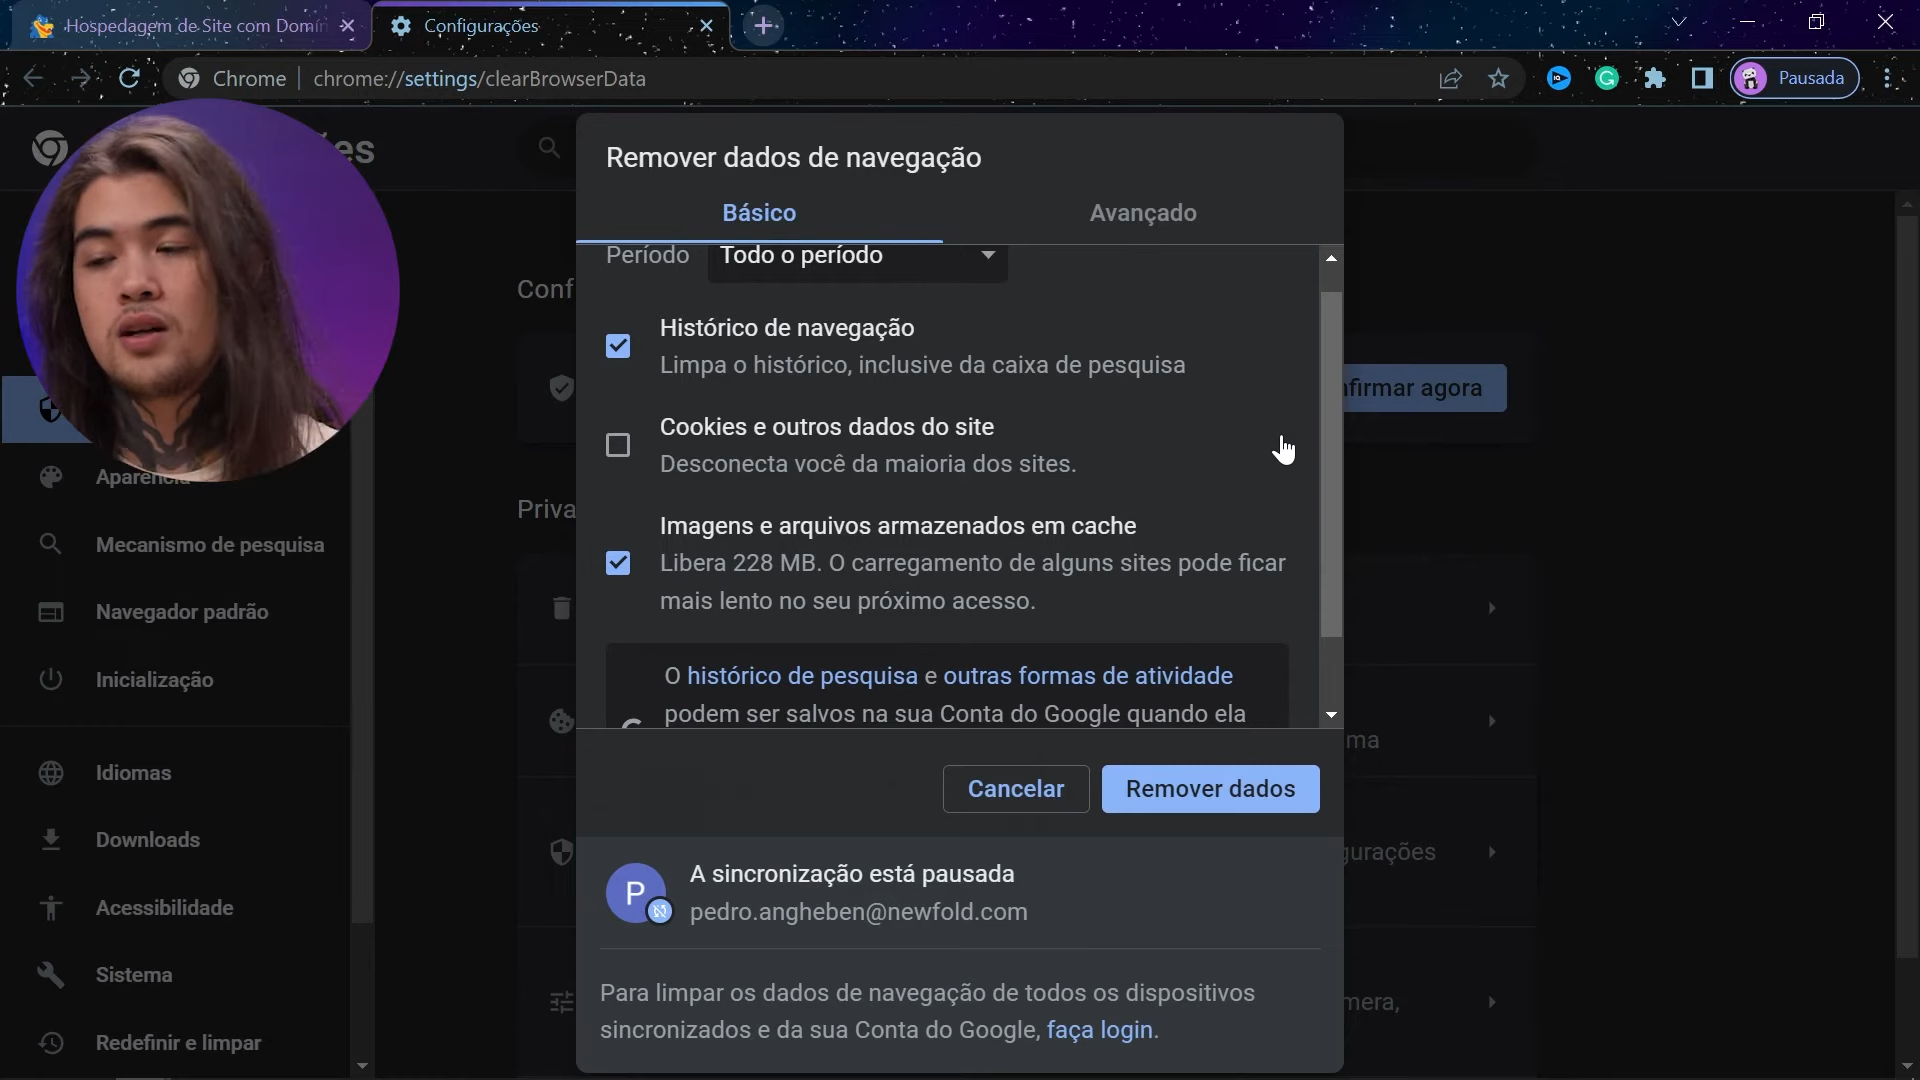 Hospedagem de Site com Domín
Configurações
Pausada
Chrome
chrome://settings/clearBrowserData
es
Remover dados de navegação
Básico
Avançado
Período
Todo o período
Conf
Histórico de navegação
Limpa o histórico, inclusive da caixa de pesquisa
nfirmar agora
Cookies e outros dados do site
Desconecta você da maioria dos sites.
Aparência
Priva
Imagens e arquivos armazenados em cache
Libera 228 MB. O carregamento de alguns sites pode ficar
mais lento no seu próximo acesso.
Mecanismo de pesquisa
Navegador padrão
Inicialização
O histórico de pesquisa e outras formas de atividade
podem ser salvos na sua Conta do Google quando ela
ma
Idiomas
Cancelar
Remover dados
Downloads
gurações
A sincronização está pausada
P
pedro.angheben@newfold.com
Acessibilidade
Sistema
Para limpar os dados de navegação de todos os dispositivos
sincronizados e da sua Conta do Google, faça login.
mera,
Redefinir e limpar